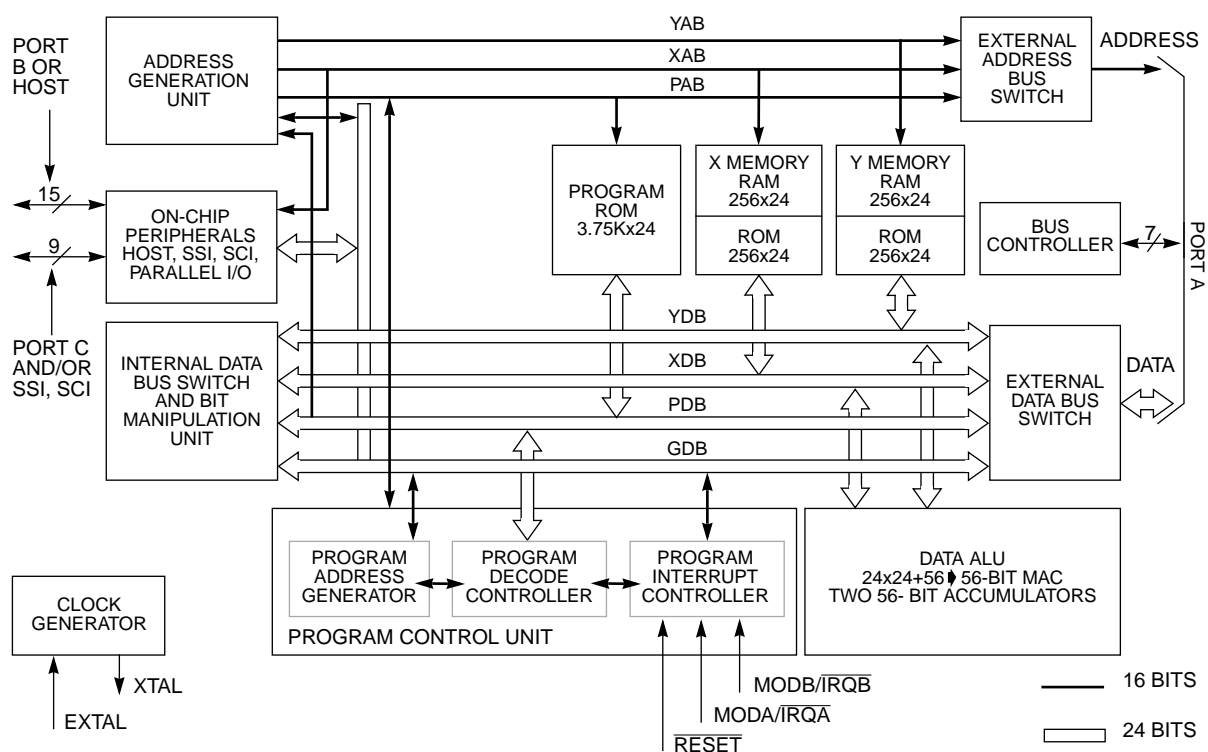 YAB
XAB
PAB
PORT
B OR
HOST
ADDRESS
GENERATION
UNIT
EXTERNAL
ADDRESS
BUS
SWITCH
ADDRESS
15
9
ON-CHIP
PERIPHERALS
HOST, SSI, SCI,
PARALLEL I/O
PROGRAM
ROM
3.75Kx24
X MEMORY
RAM
256x24
ROM
256x24
Y MEMORY
RAM
256x24
ROM
256x24
BUS
CONTROLLER
7
PORT A
PORT C
AND/OR
SSI, SCI
INTERNAL DATA
BUS SWITCH
AND BIT
MANIPULATION
UNIT
YDB
XDB
PDB
GDB
EXTERNAL
DATA BUS
SWITCH
DATA
PROGRAM
ADDRESS
GENERATOR
PROGRAM
DECODE
CONTROLLER
PROGRAM
INTERRUPT
CONTROLLER
PROGRAM CONTROL UNIT
DATA ALU
24x24+56 56-BIT MAC
TWO 56- BIT ACCUMULATORS
CLOCK
GENERATOR
XTAL
EXTAL
MODB/IRQB
MODA/IRQA
RESET
16 BITS
24 BITS